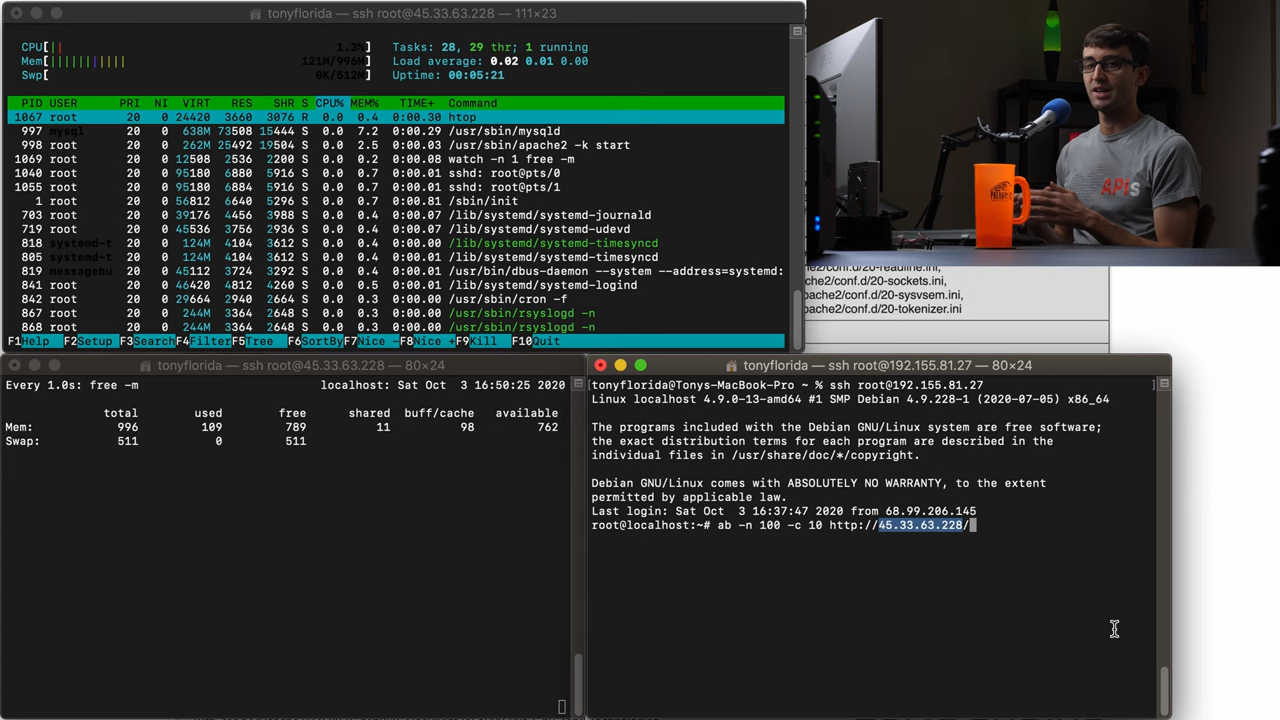 tonyflorida — ssh root@45.33.63.228 — 111×23
CPU[|| 1.3%] Tasks: 28, 29 thr; 1 running
Mem[||||||||||| 121M/996M] Load average: 0.02 0.01 0.00
Swp[ 0K/512M] Uptime: 00:05:21
PID USER PRI NI VIRT RES SHR S CPU% MEM% TIME+ Command
1067 root 20 0 24420 3660 3076 R 0.0 0.4 0:00.30 htop
997 mysql 20 0 638M 73508 15444 S 0.0 7.2 0:00.29 /usr/sbin/mysqld
998 root 20 0 262M 25492 19504 S 0.0 2.5 0:00.03 /usr/sbin/apache2 -k start
1069 root 20 0 12508 2536 2200 S 0.0 0.2 0:00.08 watch -n 1 free -m
1040 root 20 0 95180 6880 5916 S 0.0 0.7 0:00.01 sshd: root@pts/0
1055 root 20 0 95180 6884 5916 S 0.0 0.7 0:00.01 sshd: root@pts/1
1 root 20 0 56812 6640 5296 S 0.0 0.7 0:00.81 /sbin/init
703 root 20 0 39176 4456 3988 S 0.0 0.4 0:00.07 /lib/systemd/systemd-journald
719 root 20 0 45536 3756 2936 S 0.0 0.4 0:00.07 /lib/systemd/systemd-udevd
818 systemd-t 20 0 124M 4104 3612 S 0.0 0.4 0:00.00 /lib/systemd/systemd-timesyncd
805 systemd-t 20 0 124M 4104 3612 S 0.0 0.4 0:00.01 /lib/systemd/systemd-timesyncd
819 messagebu 20 0 45112 3724 3292 S 0.0 0.4 0:00.01 /usr/bin/dbus-daemon --system --address=systemd:
841 root 20 0 46420 4812 4260 S 0.0 0.5 0:00.01 /lib/systemd/systemd-logind
842 root 20 0 29664 2940 2664 S 0.0 0.3 0:00.00 /usr/sbin/cron -f
867 root 20 0 244M 3364 2648 S 0.0 0.3 0:00.00 /usr/sbin/rsyslogd -n
868 root 20 0 244M 3364 2648 S 0.0 0.3 0:00.00 /usr/sbin/rsyslogd -n
F1Help F2Setup F3SearchF4FilterF5Tree F6SortByF7Nice -F8Nice +F9Kill F10Quit
APIs
ache2/conf.d/20-readline.ini,
che2/conf.d/20-sockets.ini,
pache2/conf.d/20-sysvsem.ini,
ache2/conf.d/20-tokenizer.ini
tonyflorida — ssh root@45.33.63.228 — 80×24
Every 1.0s: free -m localhost: Sat Oct 3 16:50:25 2020
total used free shared buff/cache available
Mem: 996 109 789 11 98 762
Swap: 511 0 511
tonyflorida — ssh root@192.155.81.27 — 80×24
[tonyflorida@Tonys-MacBook-Pro ~ % ssh root@192.155.81.27 ]
Linux localhost 4.9.0-13-amd64 #1 SMP Debian 4.9.228-1 (2020-07-05) x86_64
The programs included with the Debian GNU/Linux system are free software;
the exact distribution terms for each program are described in the
individual files in /usr/share/doc/*/copyright.
Debian GNU/Linux comes with ABSOLUTELY NO WARRANTY, to the extent
permitted by applicable law.
Last login: Sat Oct 3 16:37:47 2020 from 68.99.206.145
root@localhost:~# ab -n 100 -c 10 http://45.33.63.228/